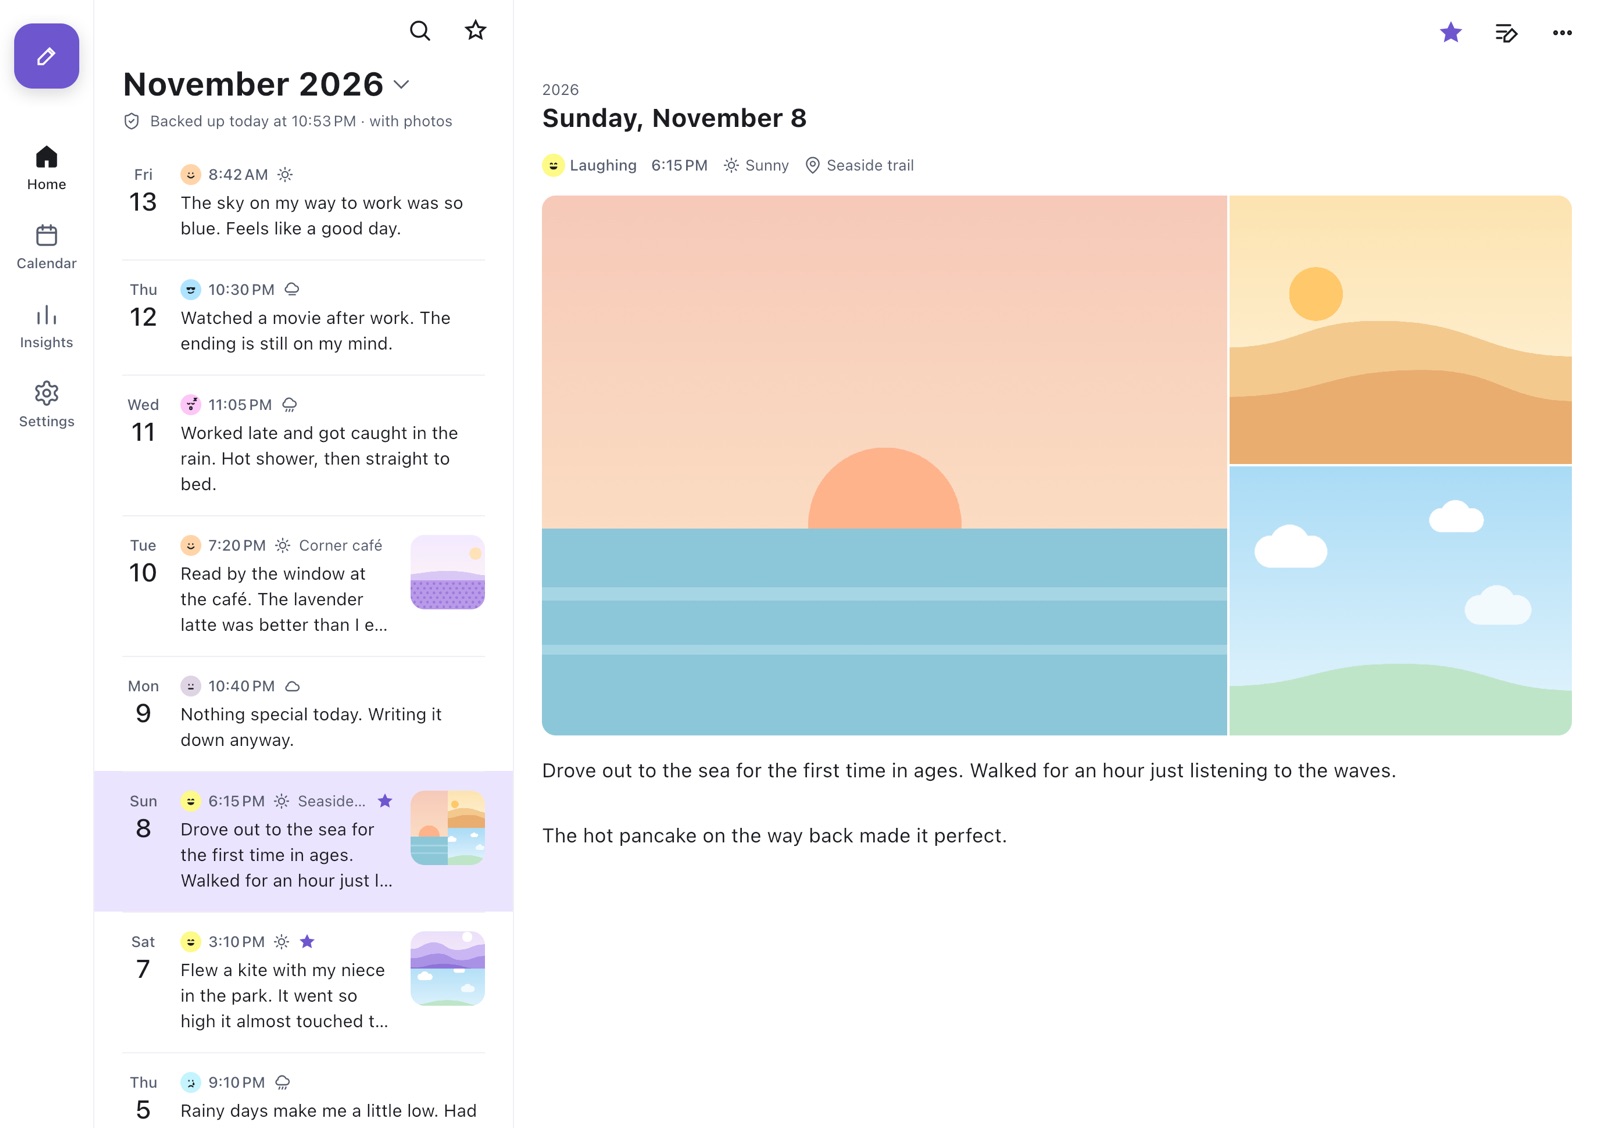 Home
Calendar
Insights
Settings
November 2026
Backed up today at 10:53 PM · with photos
Fri
13
8:42 AM
The sky on my way to work was so
blue. Feels like a good day.
Thu
12
10:30 PM
Watched a movie after work. The
ending is still on my mind.
Wed
11
11:05 PM
Worked late and got caught in the
rain. Hot shower, then straight to
bed.
Tue
10
7:20 PM Corner café
Read by the window at
the café. The lavender
latte was better than I e...
Mon
9
10:40 PM
Nothing special today. Writing it
down anyway.
Sun
8
6:15 PM Seaside...
Drove out to the sea for
the first time in ages.
Walked for an hour just l...
Sat
7
3:10 PM
Flew a kite with my niece
in the park. It went so
high it almost touched t...
Thu
5
9:10 PM
Rainy days make me a little low. Had
2026
Sunday, November 8
Laughing 6:15 PM Sunny Seaside trail
Drove out to the sea for the first time in ages. Walked for an hour just listening to the waves.
The hot pancake on the way back made it perfect.